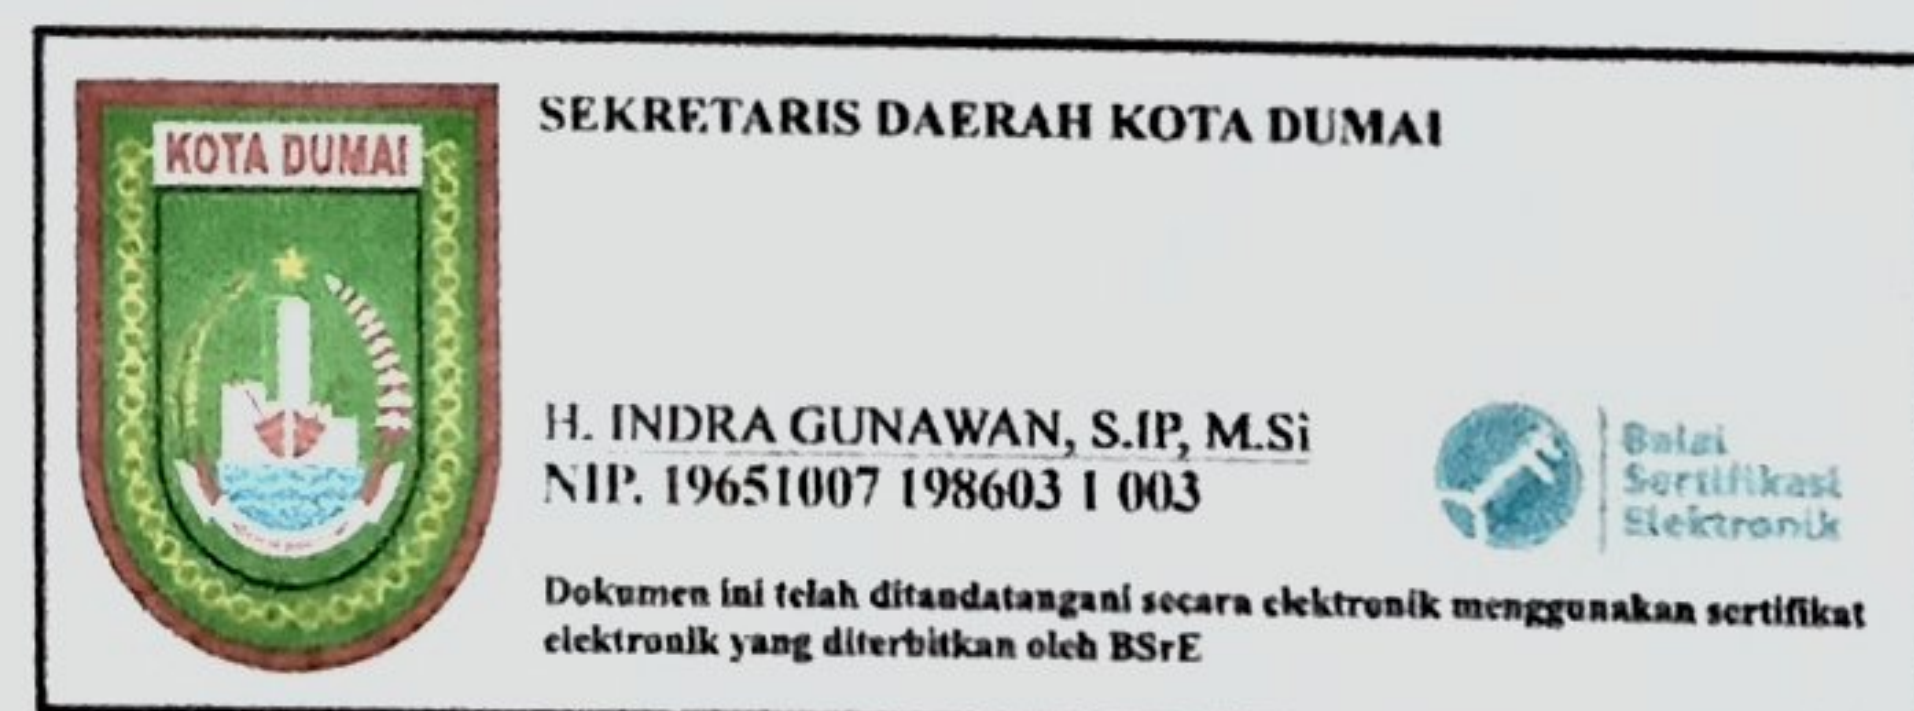 KOTA DUMAI
SEKRETARIS DAERAH KOTA DUMAI
H. INDRA GUNAWAN, S.IP, M.Si
NIP. 19651007 198603 1 003
Balai
Sertifikasi
Elektronik
Dokumen ini telah ditandatangani secara elektronik menggunakan sertifikat
elektronik yang diterbitkan oleh BSrE